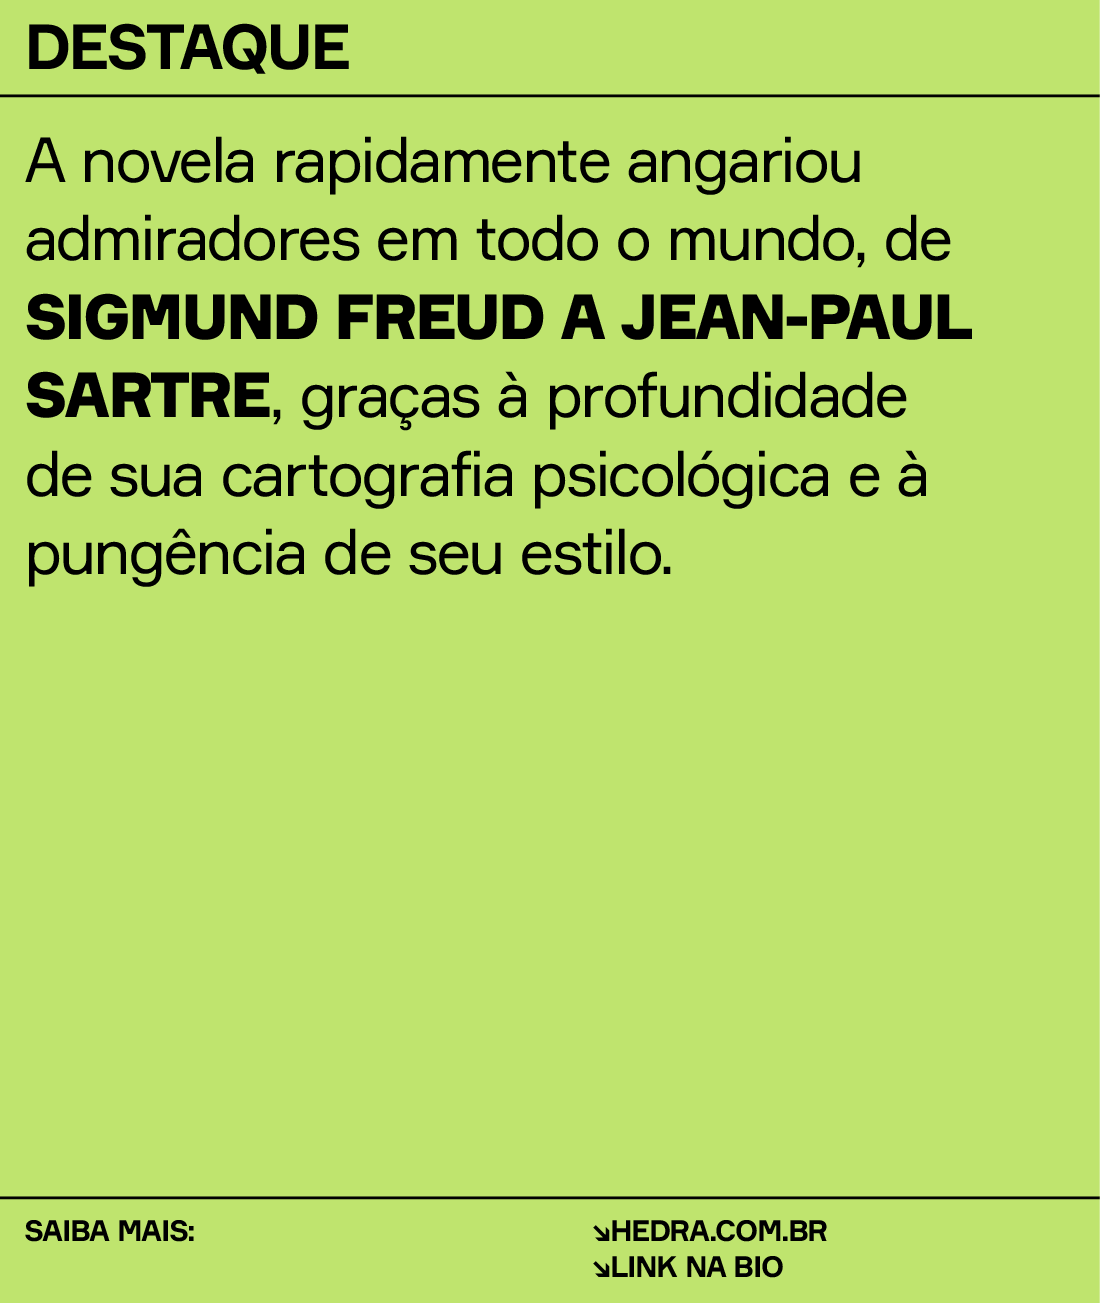 DESTAQUE
A novela rapidamente angariou
admiradores em todo o mundo, de
SIGMUND FREUD A JEAN-PAUL
SARTRE, graças à profundidade
de sua cartografia psicológica e à
pungência de seu estilo.
SAIBA MAIS:
↘HEDRA.COM.BR
↘LINK NA BIO